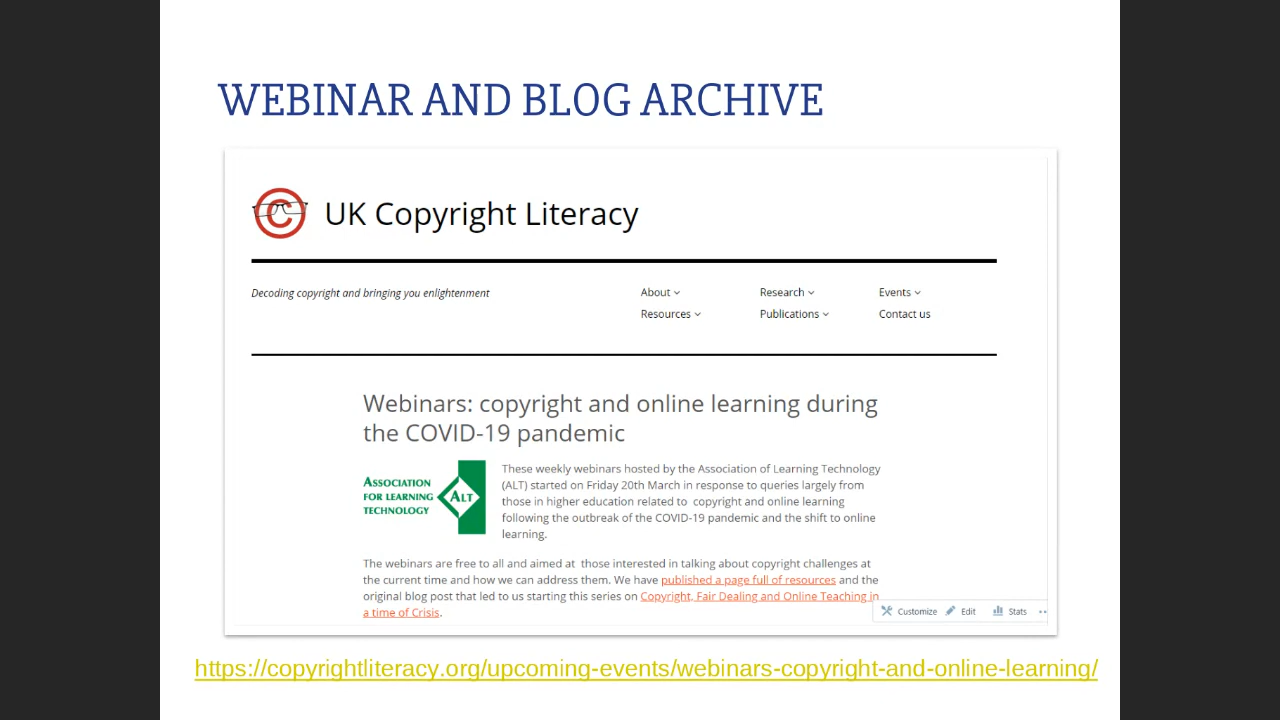 WEBINAR AND BLOG ARCHIVE
UK Copyright Literacy
Decoding copyright and bringing you enlightenment
About
Research
Events
Resources
Publications
Contact us
Webinars: copyright and online learning during
the COVID-19 pandemic
ASSOCIATION
FOR LEARNING
TECHNOLOGY
ALT
These weekly webinars hosted by the Association of Learning Technology
(ALT) started on Friday 20th March in response to queries largely from
those in higher education related to copyright and online learning
following the outbreak of the COVID-19 pandemic and the shift to online
learning.
The webinars are free to all and aimed at those interested in talking about copyright challenges at
the current time and how we can address them. We have published a page full of resources and the
original blog post that led to us starting this series on Copyright, Fair Dealing and Online Teaching in
a time of Crisis.
Customize
Edit
Stats
https://copyrightliteracy.org/upcoming-events/webinars-copyright-and-online-learning/